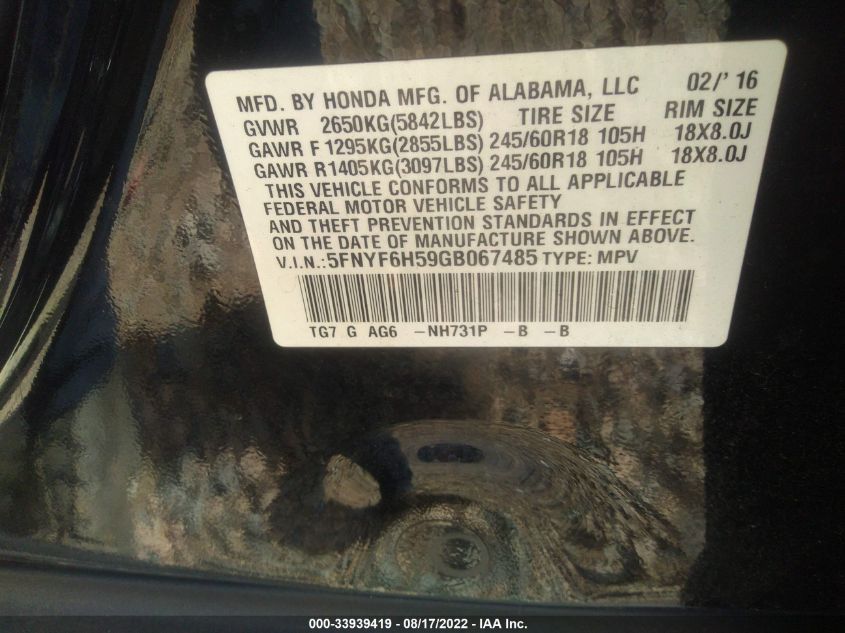 MFD. BY HONDA MFG. OF ALABAMA, LLC 02/' 16
GVWR 2650KG(5842LBS) TIRE SIZE RIM SIZE
GAWR F 1295KG(2855LBS) 245/60R18 105H 18X8.0J
GAWR R1405KG(3097LBS) 245/60R18 105H 18X8.0J
THIS VEHICLE CONFORMS TO ALL APPLICABLE
FEDERAL MOTOR VEHICLE SAFETY
AND THEFT PREVENTION STANDARDS IN EFFECT
ON THE DATE OF MANUFACTURE SHOWN ABOVE.
V.I.N.:5FNYF6H59GB067485 TYPE: MPV
TG7 G AG6 -NH731P -B -B
000-33939419 - 08/17/2022 - IAA Inc.